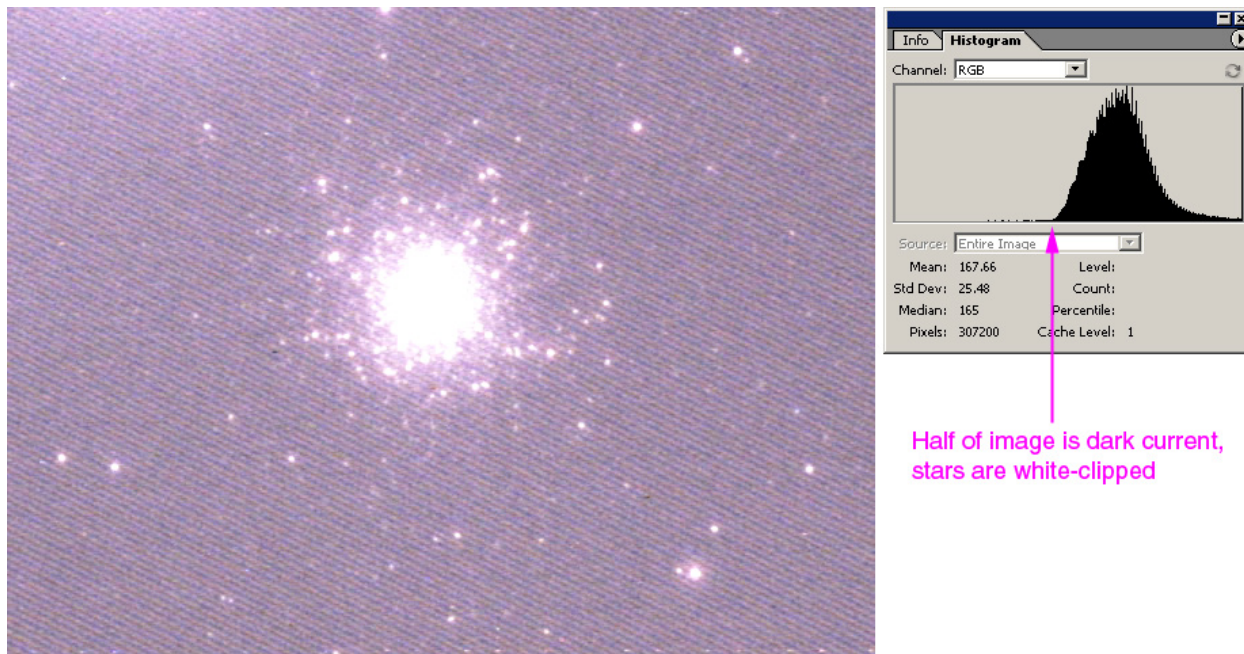 Info Histogram
Channel: RGB
Source: Entire Image
Mean: 167.66 Level:
Std Dev: 25.48 Count:
Median: 165 Percentile:
Pixels: 307200 Cache Level: 1
Half of image is dark current,
stars are white-clipped